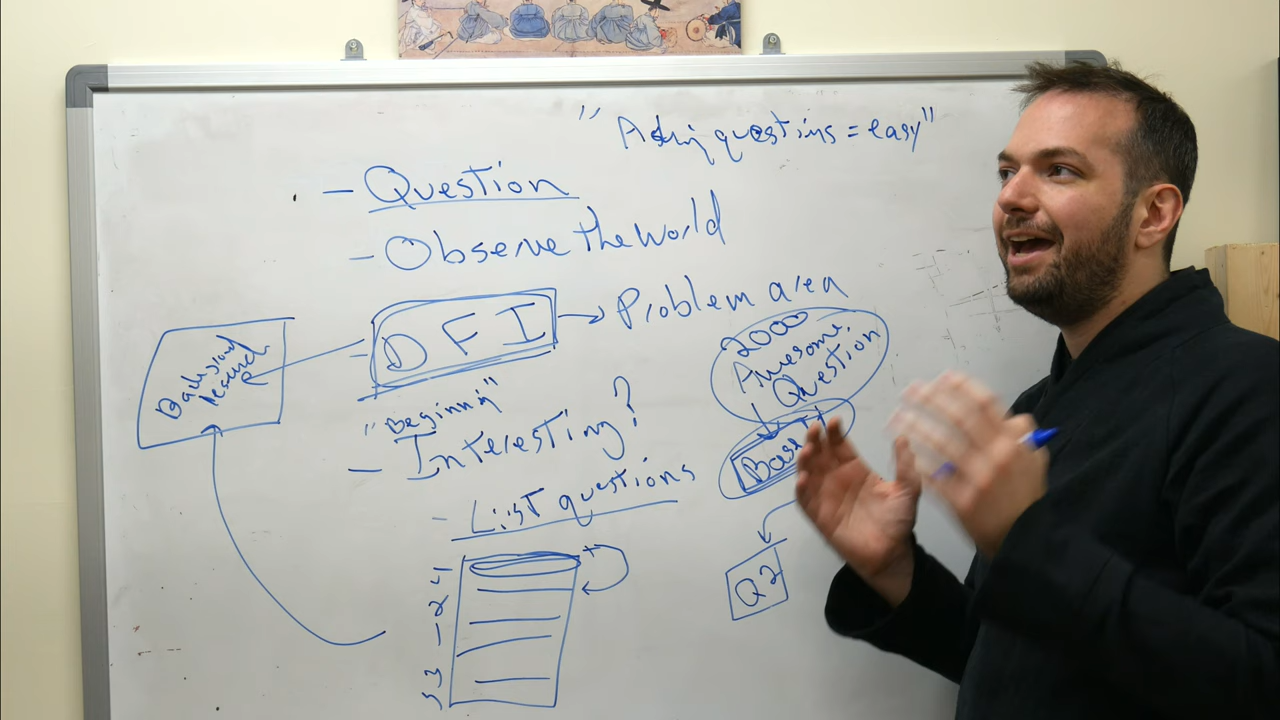 "Asking questions = easy"
- Question
- Observe the world
DFI → Problem area
Background
research
"Beginning"
- Interesting?
2000
Awesome
Question
- List questions
Q2